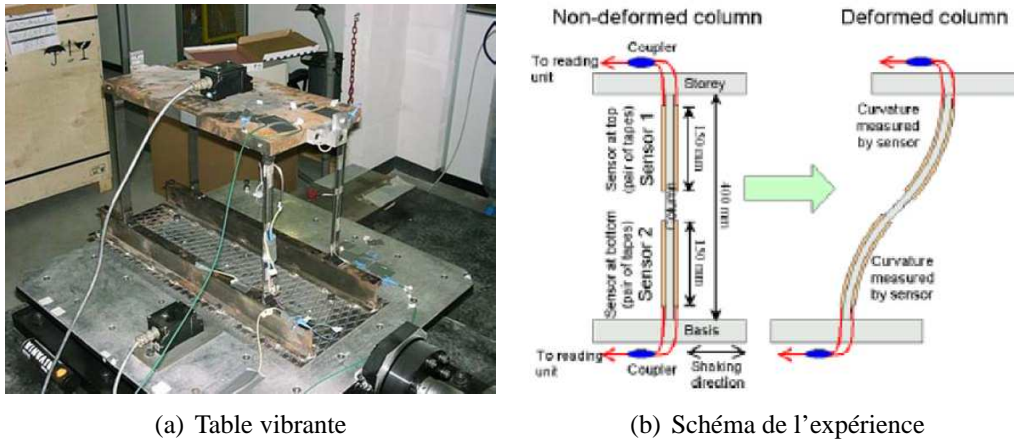 Non-deformed column
Deformed column
Coupler
To reading
unit
Storey
Sensor at top
(pair of tapes)
Sensor 1
150 mm
400 mm
Curvature
measured
by sensor
Sensor at bottom
(pair of tapes)
Sensor 2
150 mm
Curvature
measured
by sensor
Basis
To reading
unit
Coupler
Shaking
direction
(a) Table vibrante
(b) Schéma de l'expérience